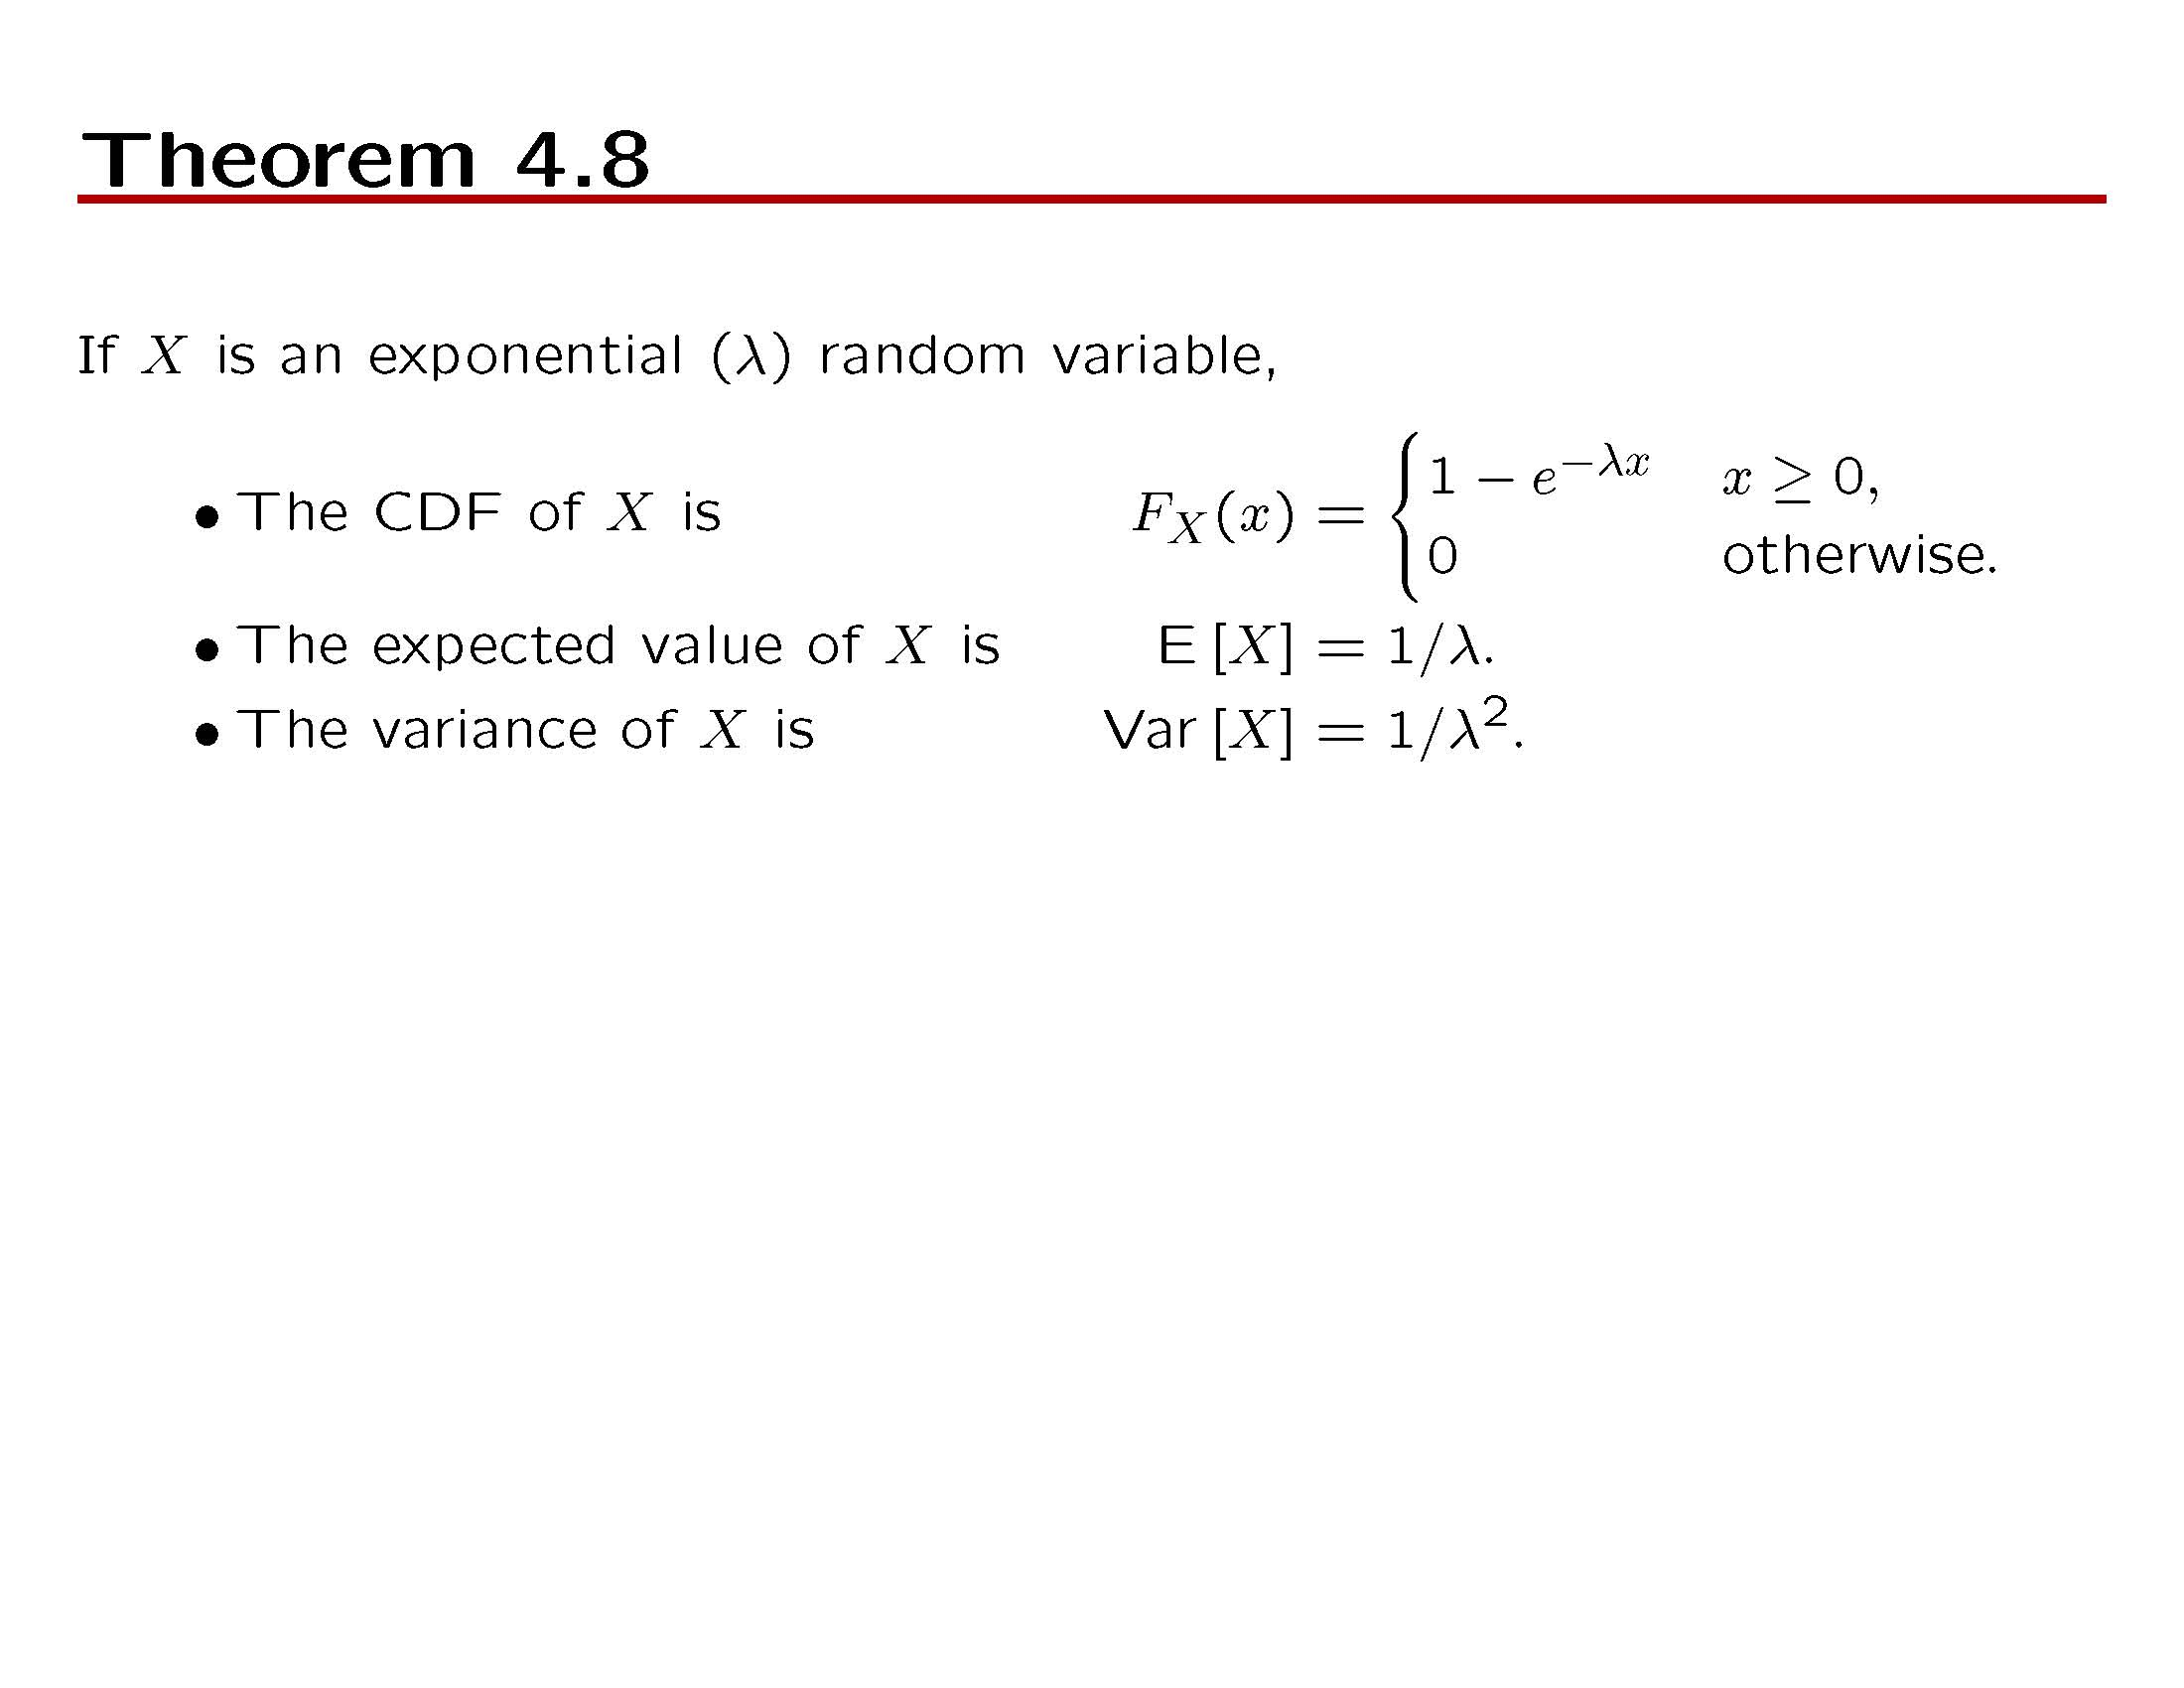 Theorem 4.8
If X is an exponential (λ) random variable,
• The CDF of X is F_X(x) = { 1 − e^{−λx} x ≥ 0,
0 otherwise.
• The expected value of X is E [X] = 1/λ.
• The variance of X is Var [X] = 1/λ².